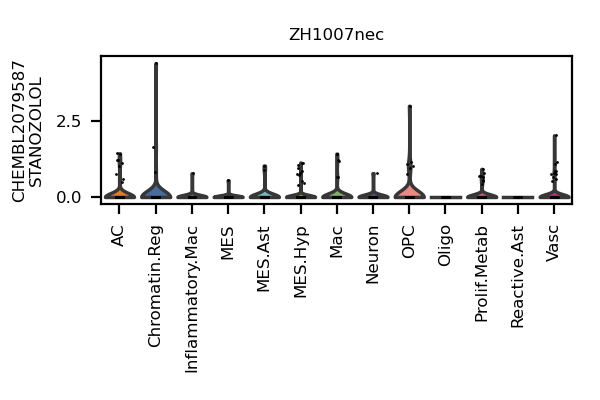 ZH1007nec
CHEMBL2079587
STANOZOLOL
2.5
0.0
AC
Chromatin.Reg
Inflammatory.Mac
MES
MES.Ast
MES.Hyp
Mac
Neuron
OPC
Oligo
Prolif.Metab
Reactive.Ast
Vasc